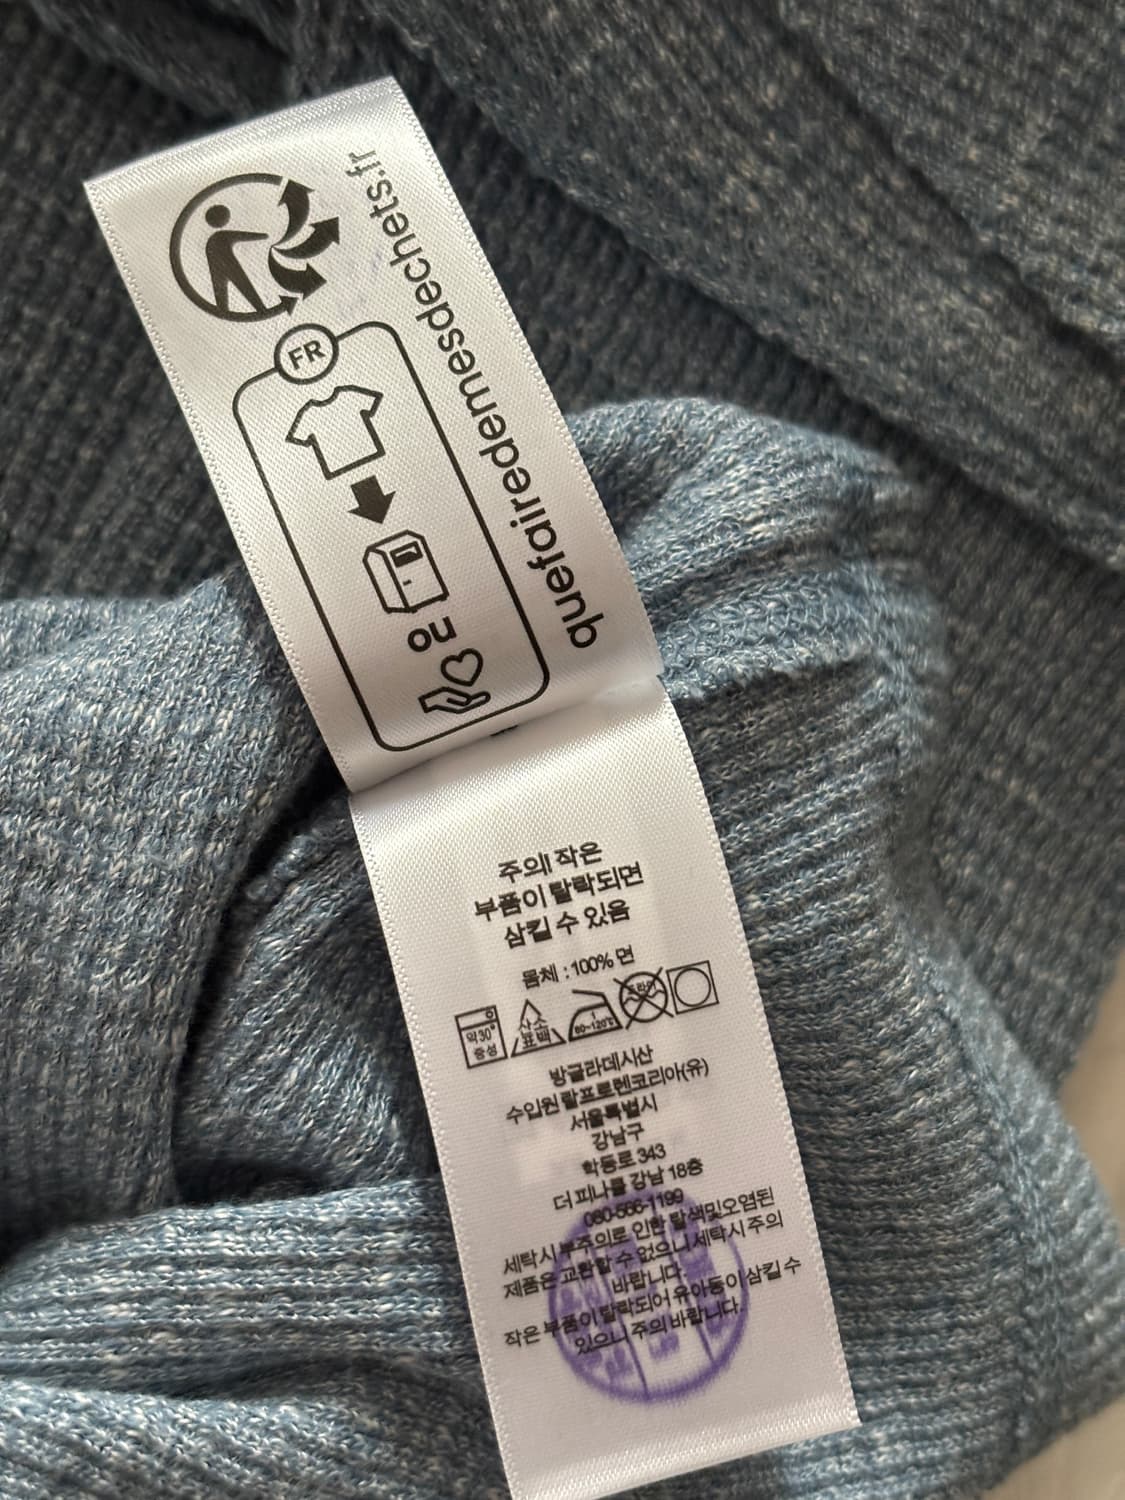 quefairedemesdechets.fr
FR
ou
주의! 작은
부품이 탈락되면
삼킬 수 있음
몸체 : 100% 면
약30°
중성
산소
표백
1
80~120℃
드라이
방글라데시산
수입원 랄프로렌코리아(유)
서울특별시
강남구
학동로 343
더 피나클 강남 18층
080-566-1199
세탁시 부주의로 인한 탈색및오염된
제품은 교환할 수 없으니 세탁시 주의
바랍니다.
작은 부품이 탈락되어 유아동이 삼킬 수
있으니 주의 바랍니다.